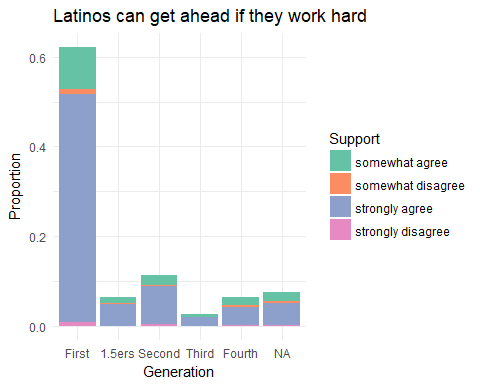 Latinos can get ahead if they work hard
0.6
0.4
0.2
0.0
Proportion
First 1.5ers Second Third Fourth NA
Generation
Support
somewhat agree
somewhat disagree
strongly agree
strongly disagree